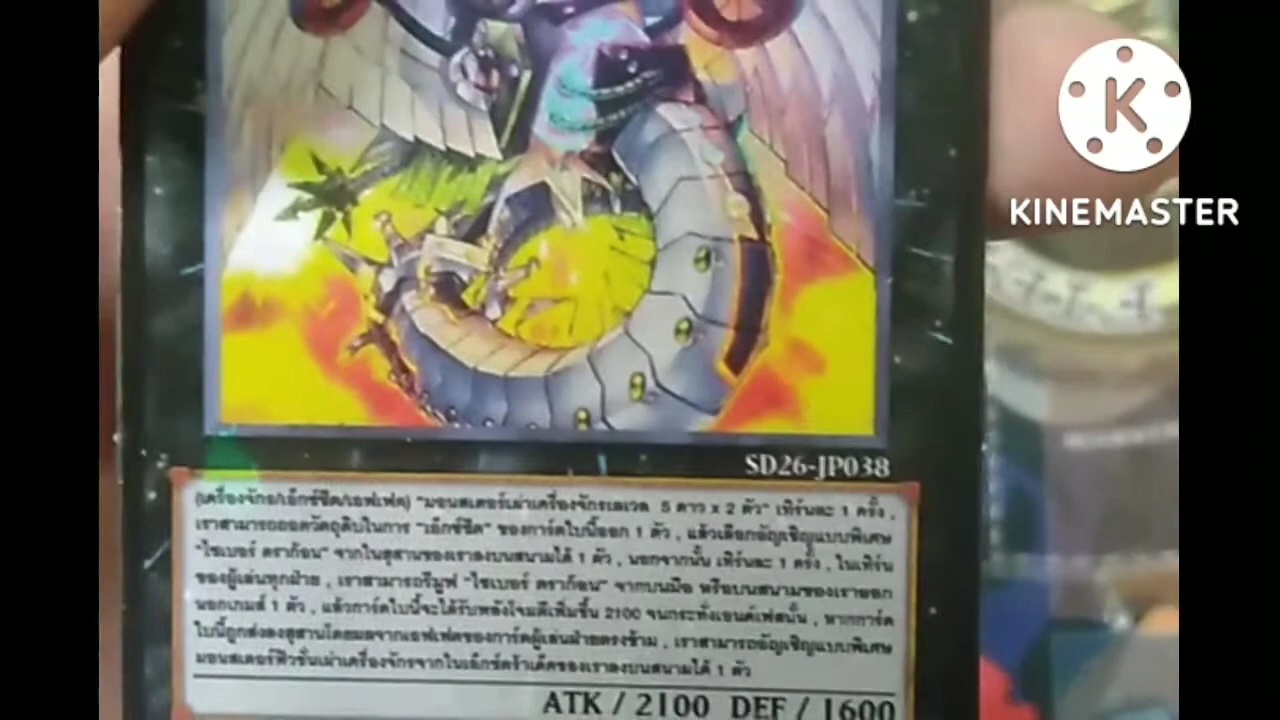 K
KINEMASTER
SD26-JP038
(เครื่องจักร/เอ็กซ์ซีด/เอฟเฟค) "มอนสเตอร์เผ่าเครื่องจักรเลเวล 5 ดาว x 2 ตัว" เทิร์นละ 1 ครั้ง ,
เราสามารถถอดวัตถุดิบในการ "เอ็กซ์ซีด" ของการ์ดใบนี้ออก 1 ตัว , แล้วเลือกอัญเชิญแบบพิเศษ
"ไซเบอร์ ดราก้อน" จากในสุสานของเราลงบนสนามได้ 1 ตัว , นอกจากนั้น เทิร์นละ 1 ครั้ง , ในเทิร์น
ของผู้เล่นทุกฝ่าย , เราสามารถรีมูฟ "ไซเบอร์ ดราก้อน" จากบนมือ หรือบนสนามของเราออก
นอกเกมส์ 1 ตัว , แล้วการ์ดใบนี้จะได้รับพลังโจมตีเพิ่มขึ้น 2100 จนกระทั่งเอนด์เฟสนั้น , หากการ์ด
ใบนี้ถูกส่งลงสุสานโดยผลจากเอฟเฟคของการ์ดผู้เล่นฝ่ายตรงข้าม , เราสามารถอัญเชิญแบบพิเศษ
มอนสเตอร์ฟิวชั่นเผ่าเครื่องจักรจากในเอ็กซ์ตร้าเด็คของเราลงบนสนามได้ 1 ตัว
ATK / 2100 DEF / 1600